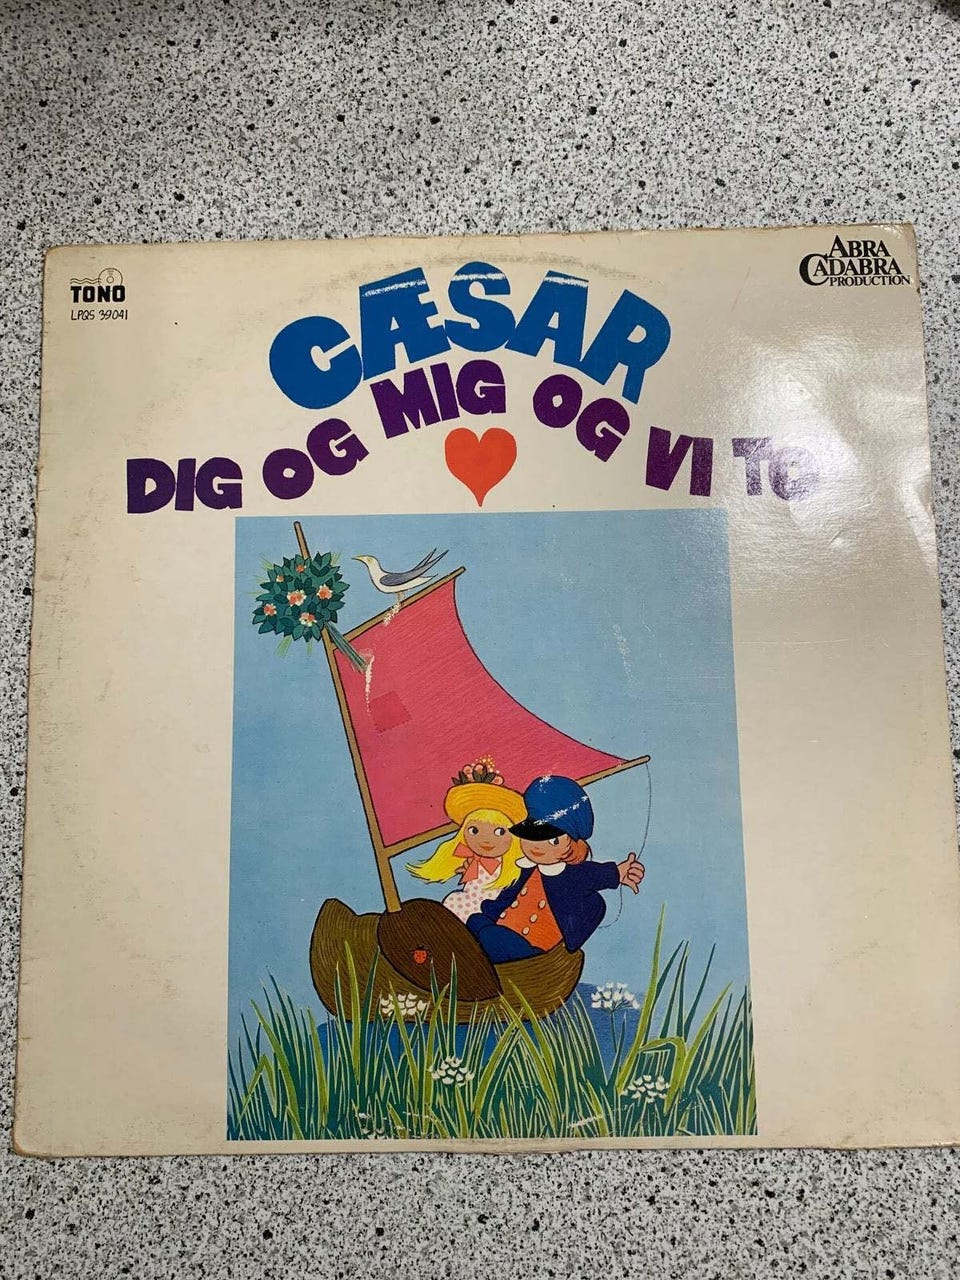 TONO
LPQS 39041
ABRA
CADABRA
PRODUCTION
CÆSAR
DIG OG MIG OG VI TO